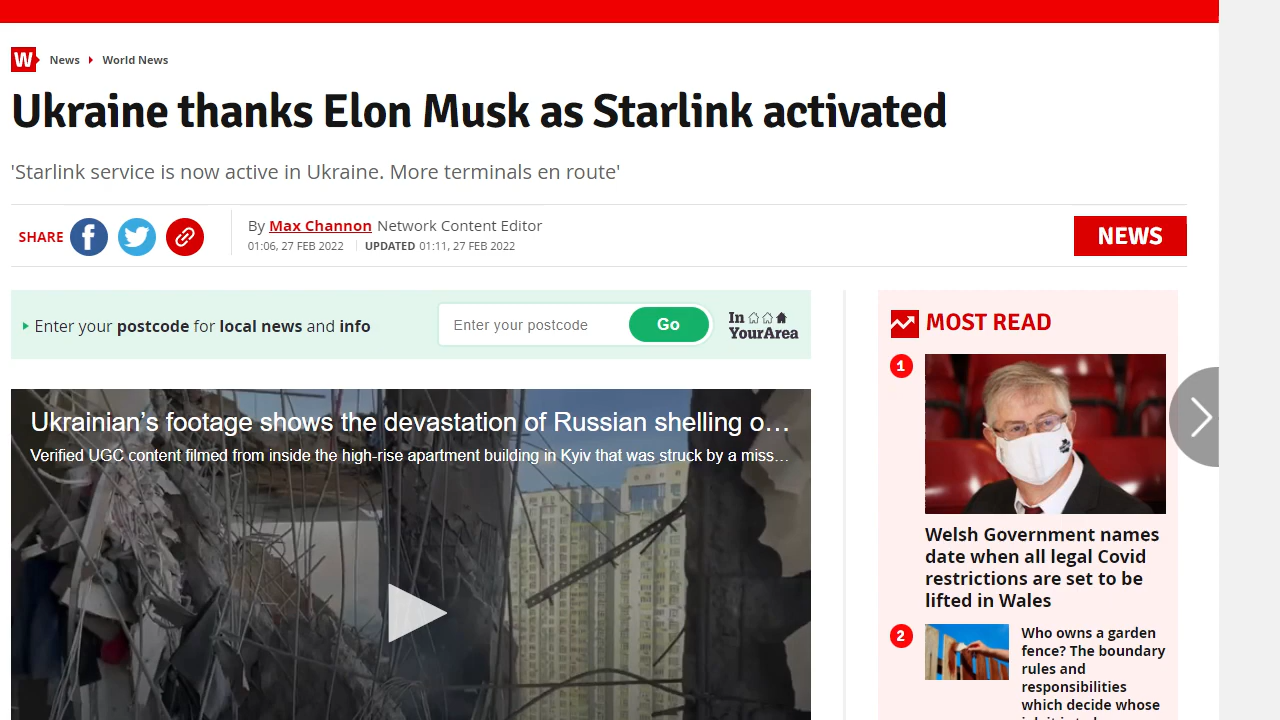 W News World News
Ukraine thanks Elon Musk as Starlink activated
'Starlink service is now active in Ukraine. More terminals en route'
SHARE
By Max Channon Network Content Editor
01:06, 27 FEB 2022 UPDATED 01:11, 27 FEB 2022
NEWS
Enter your postcode for local news and info
Enter your postcode
Go
In
YourArea
Ukrainian’s footage shows the devastation of Russian shelling o…
Verified UGC content filmed from inside the high-rise apartment building in Kyiv that was struck by a miss…
MOST READ
1
Welsh Government names
date when all legal Covid
restrictions are set to be
lifted in Wales
2
Who owns a garden
fence? The boundary
rules and
responsibilities
which decide whose